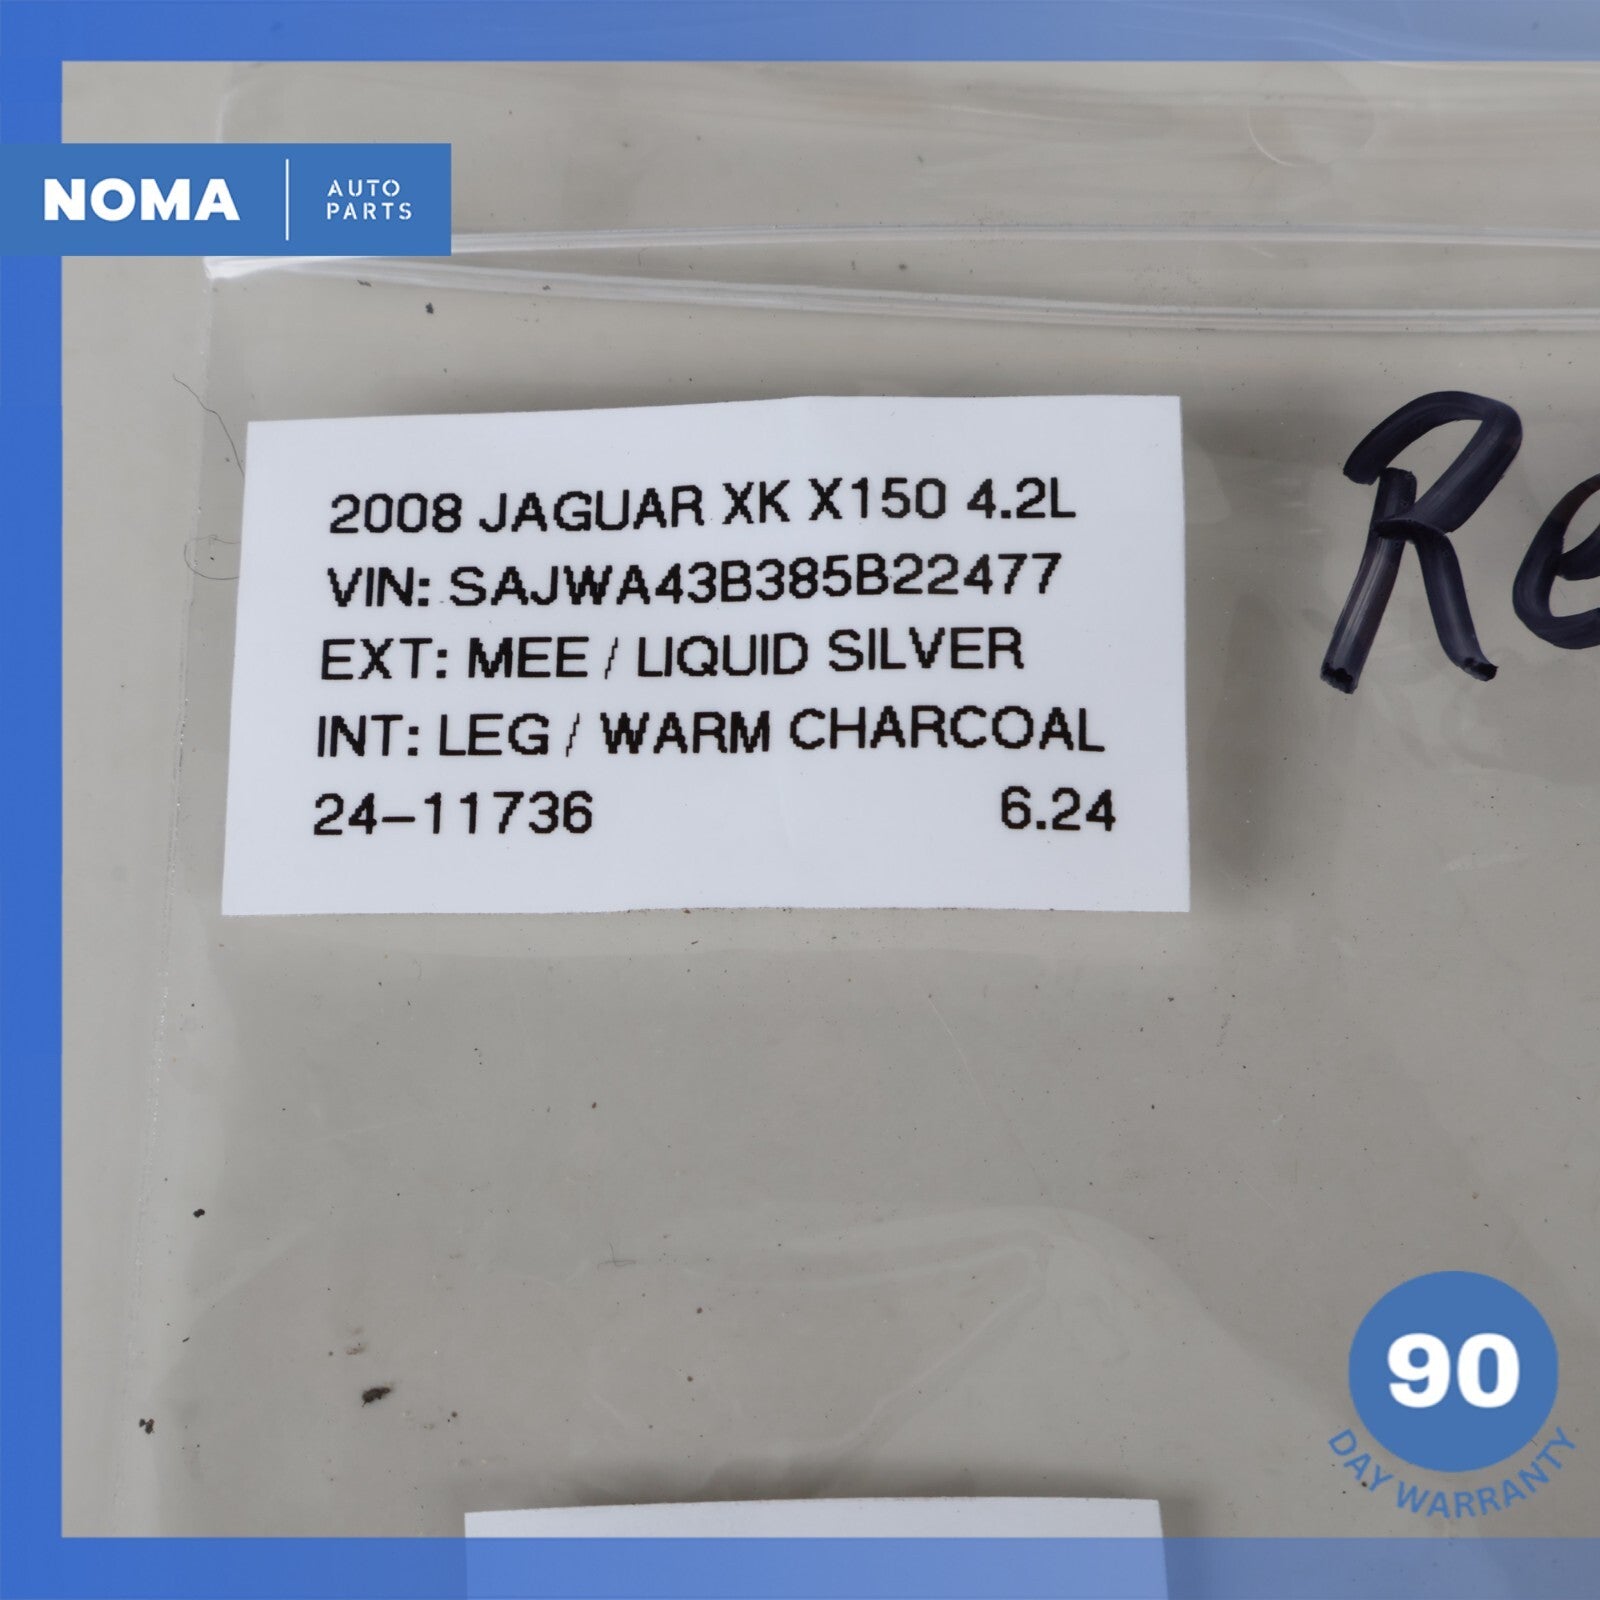 NOMA
AUTO
PARTS
2008 JAGUAR XK X150 4.2L
VIN: SAJWA43B385B22477
EXT: MEE / LIQUID SILVER
INT: LEG / WARM CHARCOAL
24-11736 6.24
Re
90
DAY WARRANTY